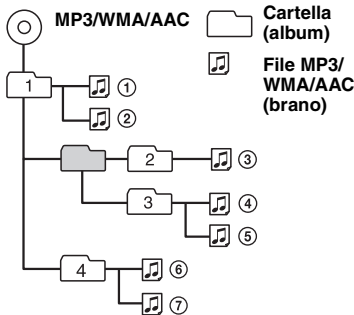 MP3/WMA/AAC
Cartella
(album)
File MP3/
WMA/AAC
(brano)
1
①
②
2
③
3
④
⑤
4
⑥
⑦